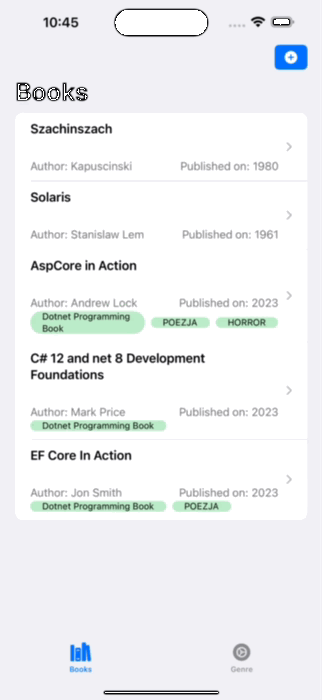 10:45
Books
Szachinszach
Author: Kapuscinski Published on: 1980
Solaris
Author: Stanislaw Lem Published on: 1961
AspCore in Action
Author: Andrew Lock Published on: 2023
Dotnet Programming
Book
POEZJA HORROR
C# 12 and net 8 Development
Foundations
Author: Mark Price Published on: 2023
Dotnet Programming Book
EF Core In Action
Author: Jon Smith Published on: 2023
Dotnet Programming Book POEZJA
Books Genre